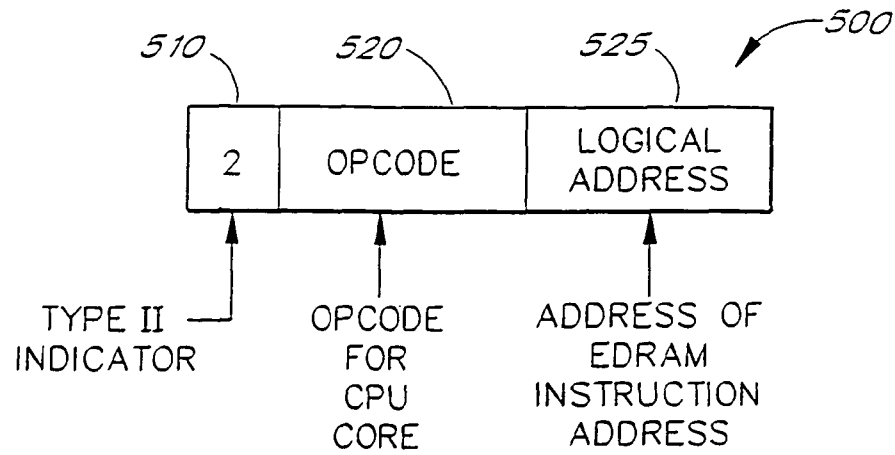 500
510
520
525
2
OPCODE
LOGICAL
ADDRESS
TYPE II
INDICATOR
OPCODE
FOR
CPU
CORE
ADDRESS OF
EDRAM
INSTRUCTION
ADDRESS